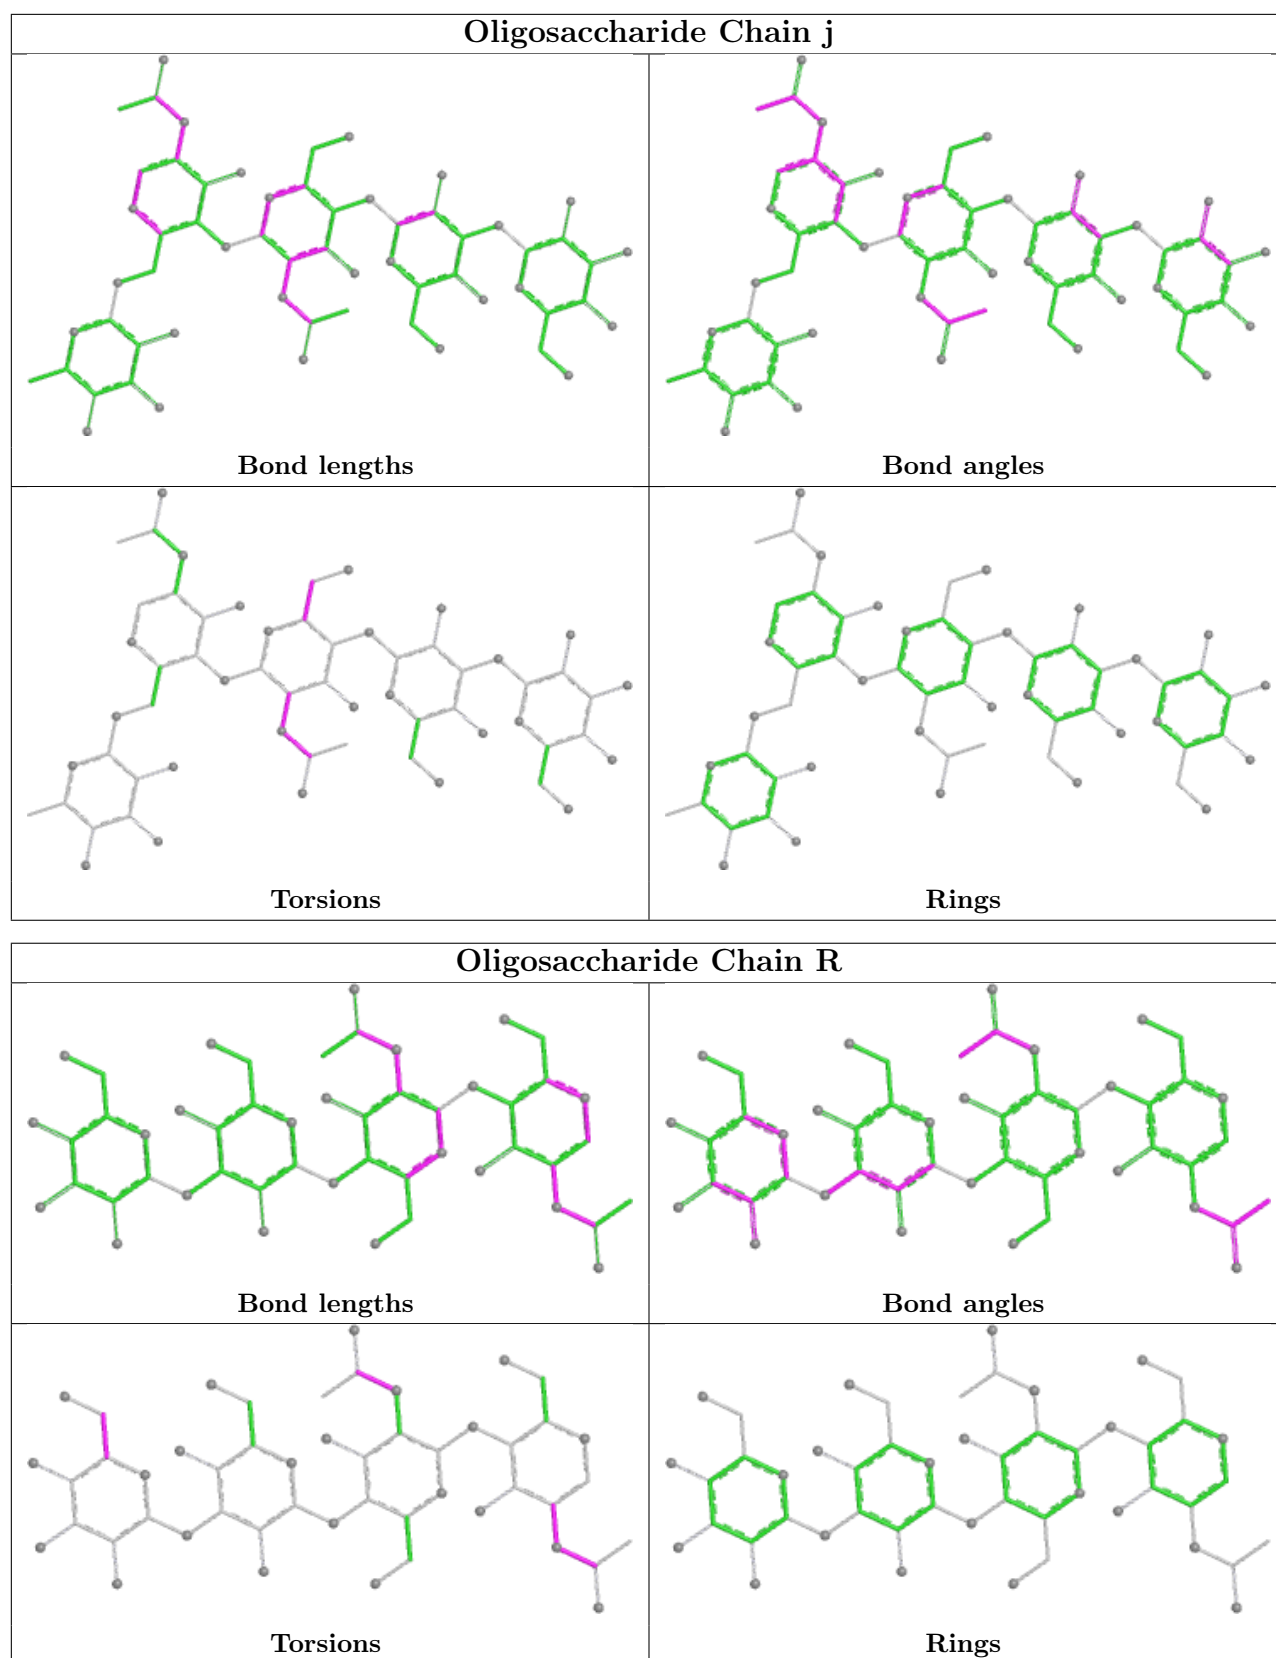 Oligosaccharide Chain j
Bond lengths
Bond angles
Torsions
Rings
Oligosaccharide Chain R
Bond lengths
Bond angles
Torsions
Rings